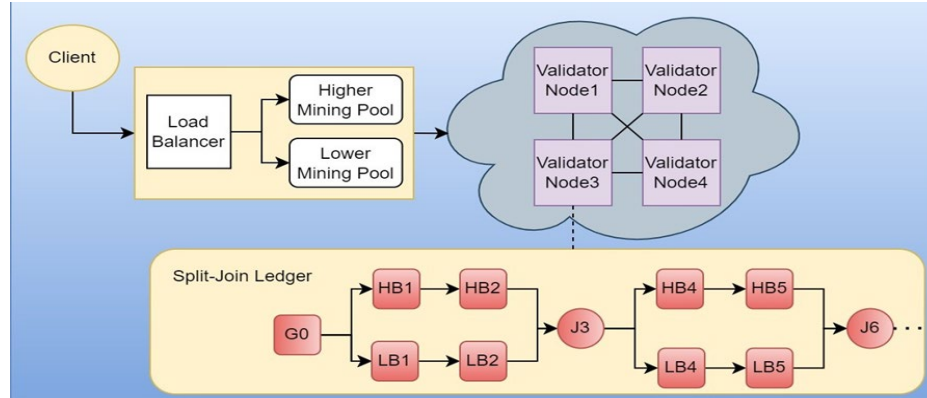 Client
Load
Balancer
Higher
Mining Pool
Lower
Mining Pool
Validator
Node1
Validator
Node2
Validator
Node3
Validator
Node4
Split-Join Ledger
G0
HB1
HB2
LB1
LB2
J3
HB4
HB5
LB4
LB5
J6